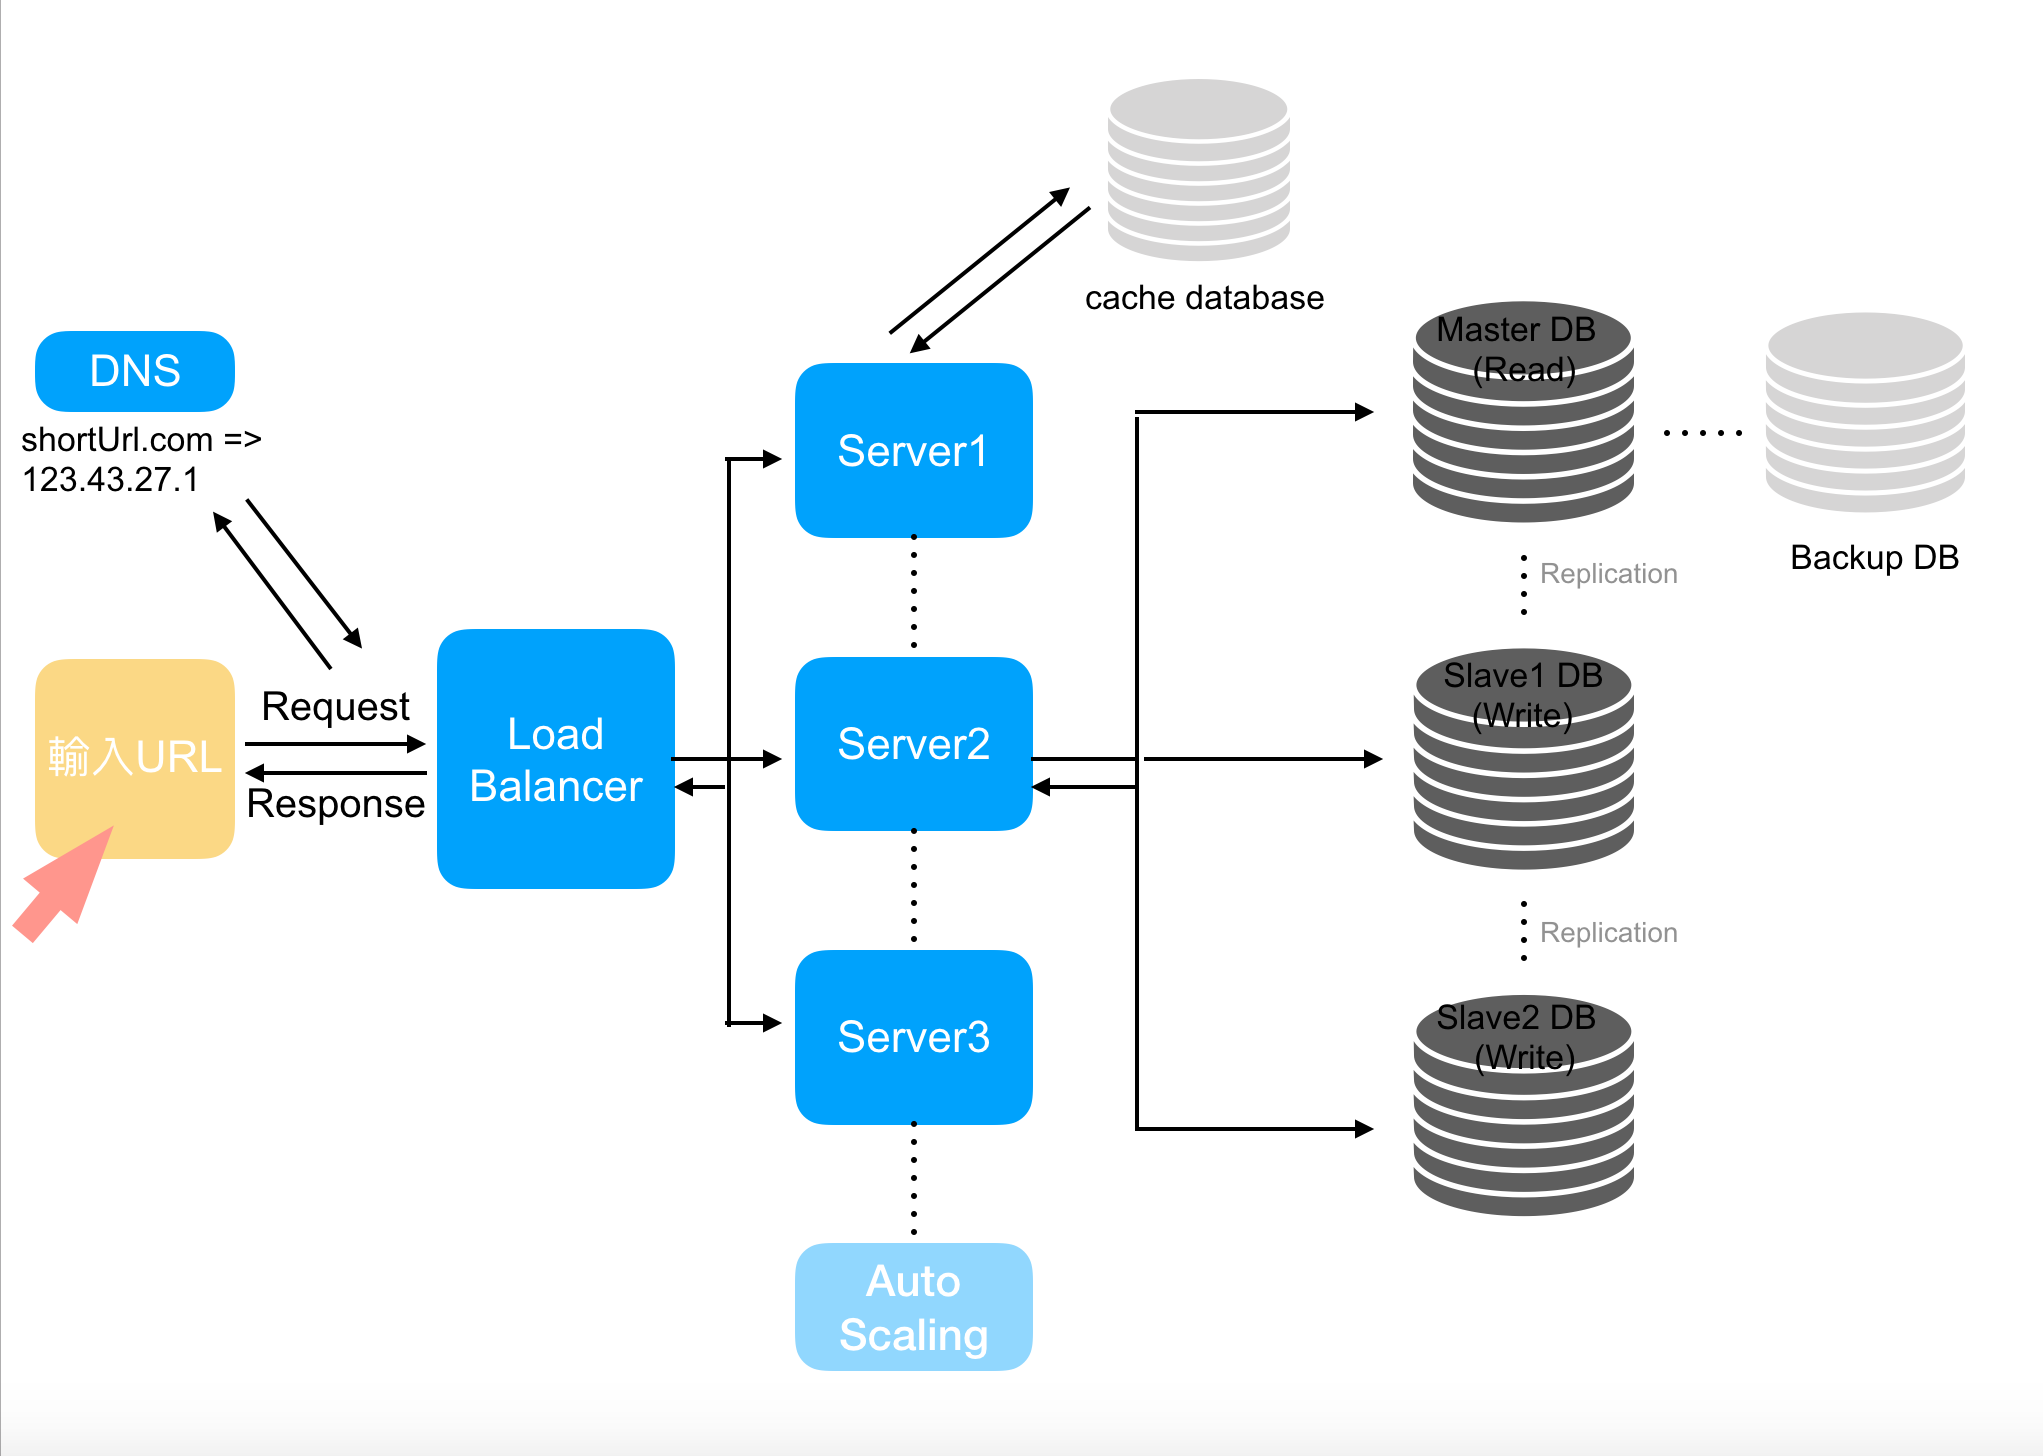 cache database
DNS
shortUrl.com =>
123.43.27.1
輸入URL
Request
Response
Load
Balancer
Server1
Server2
Server3
Auto
Scaling
Master DB
(Read)
Backup DB
Replication
Slave1 DB
(Write)
Replication
Slave2 DB
(Write)